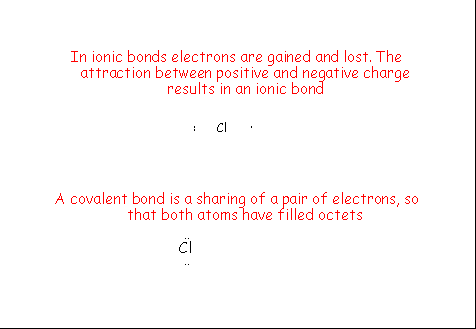 In ionic bonds electrons are gained and lost. The
attraction between positive and negative charge
results in an ionic bond
: Cl ·
A covalent bond is a sharing of a pair of electrons, so
that both atoms have filled octets
..
Cl
..